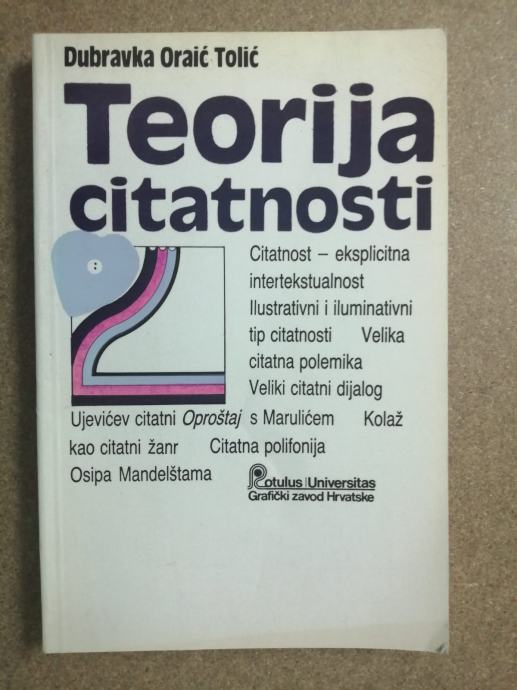 Dubravka Oraić Tolić
Teorija
citatnosti
Citatnost – eksplicitna
intertekstualnost
Ilustrativni i iluminativni
tip citatnosti Velika
citatna polemika
Veliki citatni dijalog
Ujevićev citatni Oproštaj s Marulićem Kolaž
kao citatni žanr Citatna polifonija
Osipa Mandelštama
Rotulus Universitas
Grafički zavod Hrvatske